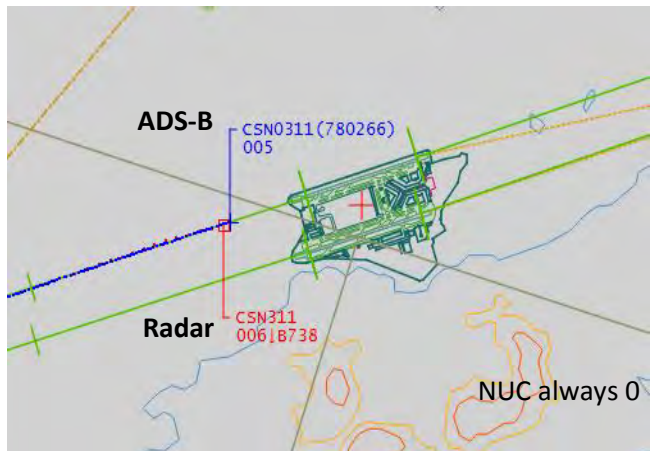 ADS-B
CSN0311(780266)
005
Radar
CSN311
006↓B738
NUC always 0